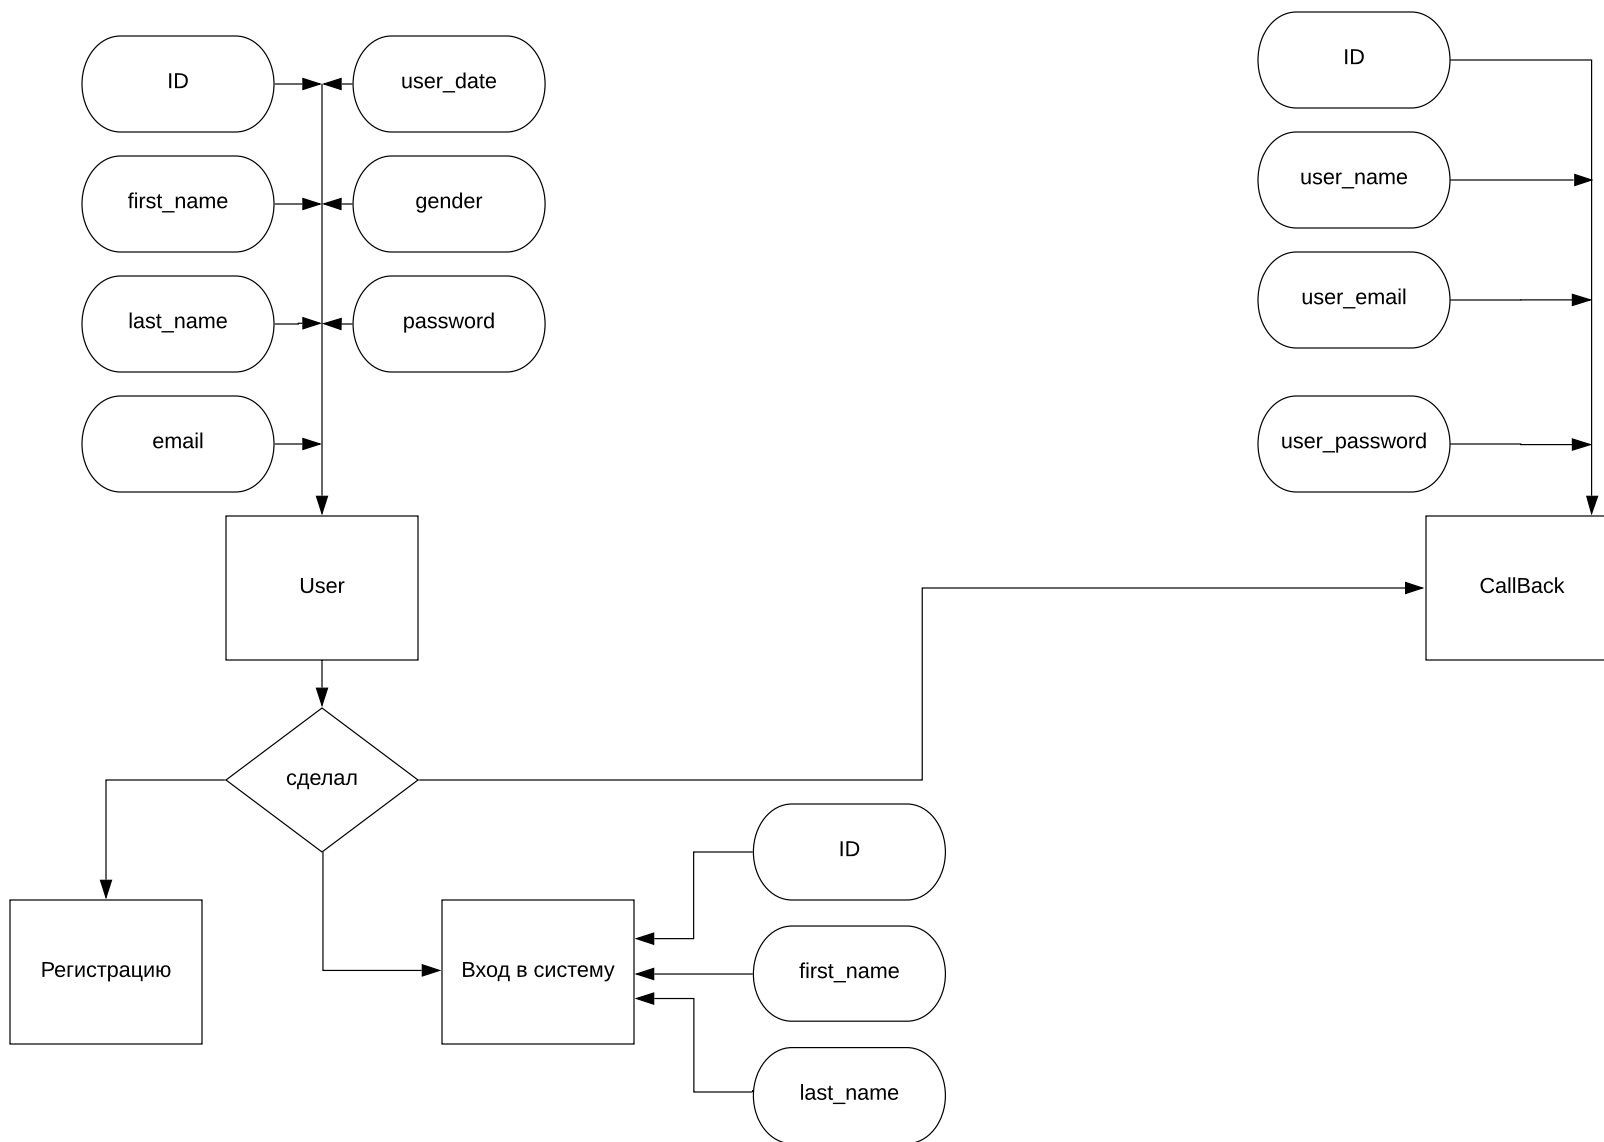 ID
user_date
first_name
gender
last_name
password
email
User
сделал
Регистрацию
Вход в систему
ID
first_name
last_name
ID
user_name
user_email
user_password
CallBack